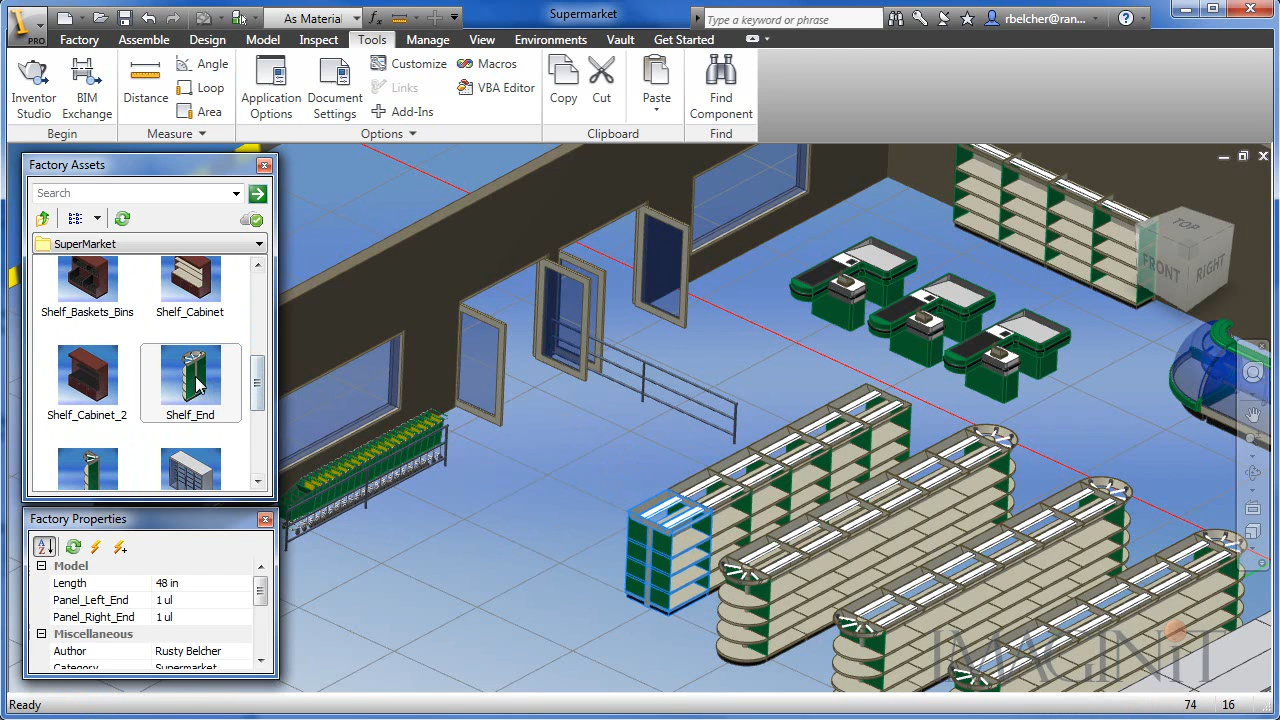 PRO
As Material
Supermarket
Type a keyword or phrase
rbelcher@ran...
Factory Assemble Design Model Inspect Tools Manage View Environments Vault Get Started
Inventor Studio
BIM Exchange
Begin
Distance
Angle
Loop
Area
Measure
Application Options
Document Settings
Customize
Links
Add-Ins
Macros
VBA Editor
Options
Copy
Cut
Paste
Clipboard
Find Component
Find
Factory Assets
Search
SuperMarket
Shelf_Baskets_Bins Shelf_Cabinet
Shelf_Cabinet_2 Shelf_End
Factory Properties
Model
Length 48 in
Panel_Left_End 1 ul
Panel_Right_End 1 ul
Miscellaneous
Author Rusty Belcher
Category Supermarket
TOP
FRONT
RIGHT
IMAGINiT
Ready
74 16